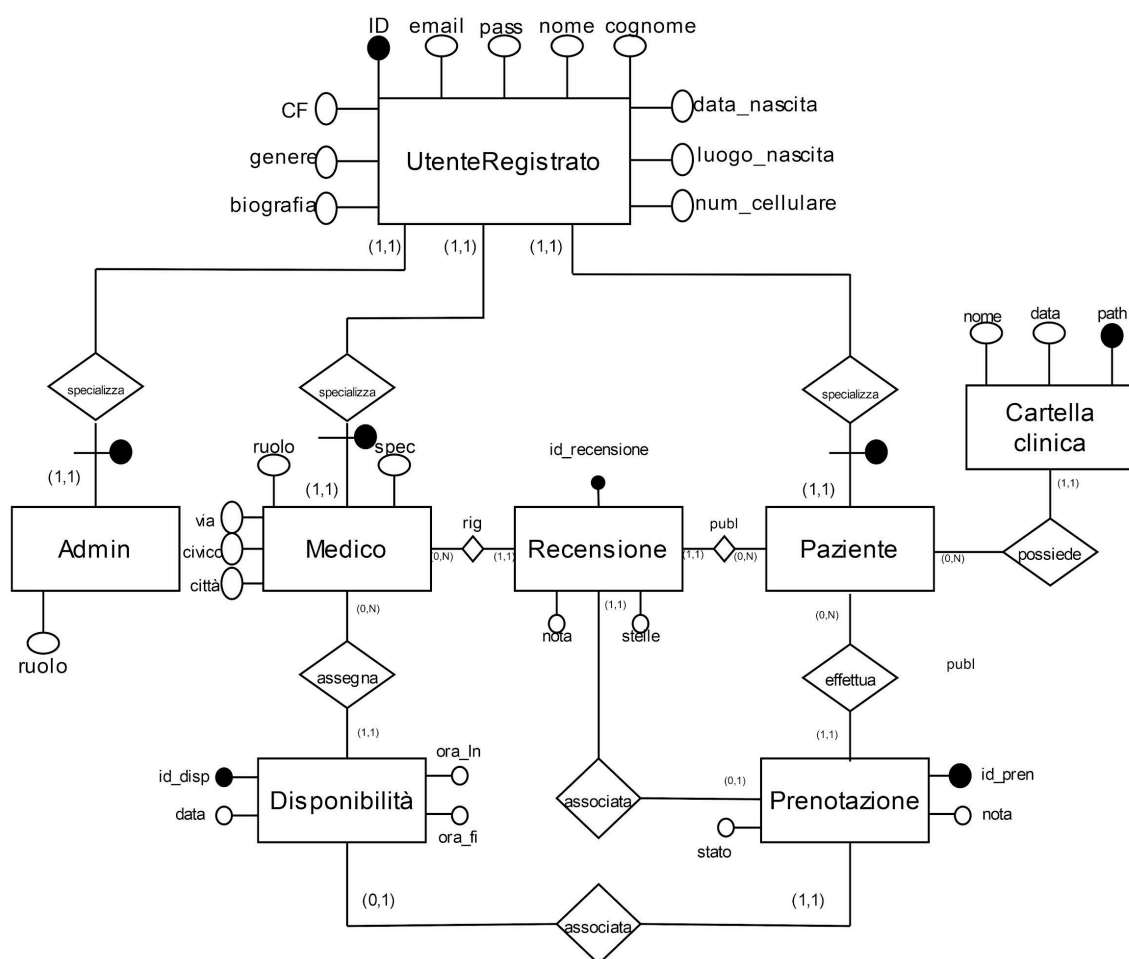 ID
email
pass
nome
cognome
CF
data_nascita
genere
UtenteRegistrato
luogo_nascita
biografia
num_cellulare
(1,1)
(1,1)
(1,1)
nome
data
path
specializza
specializza
specializza
Cartella
clinica
ruolo
spec
id_recensione
(1,1)
(1,1)
(1,1)
(1,1)
via
rig
publ
Admin
civico
Medico
(0,N)
(1,1)
Recensione
(1,1)
(0,N)
Paziente
(0,N)
possiede
città
(0,N)
(1,1)
(0,N)
nota
stelle
ruolo
assegna
effettua
publ
(1,1)
(1,1)
ora_In
id_disp
Disponibilità
associata
(0,1)
Prenotazione
id_pren
data
ora_fi
stato
nota
(0,1)
associata
(1,1)